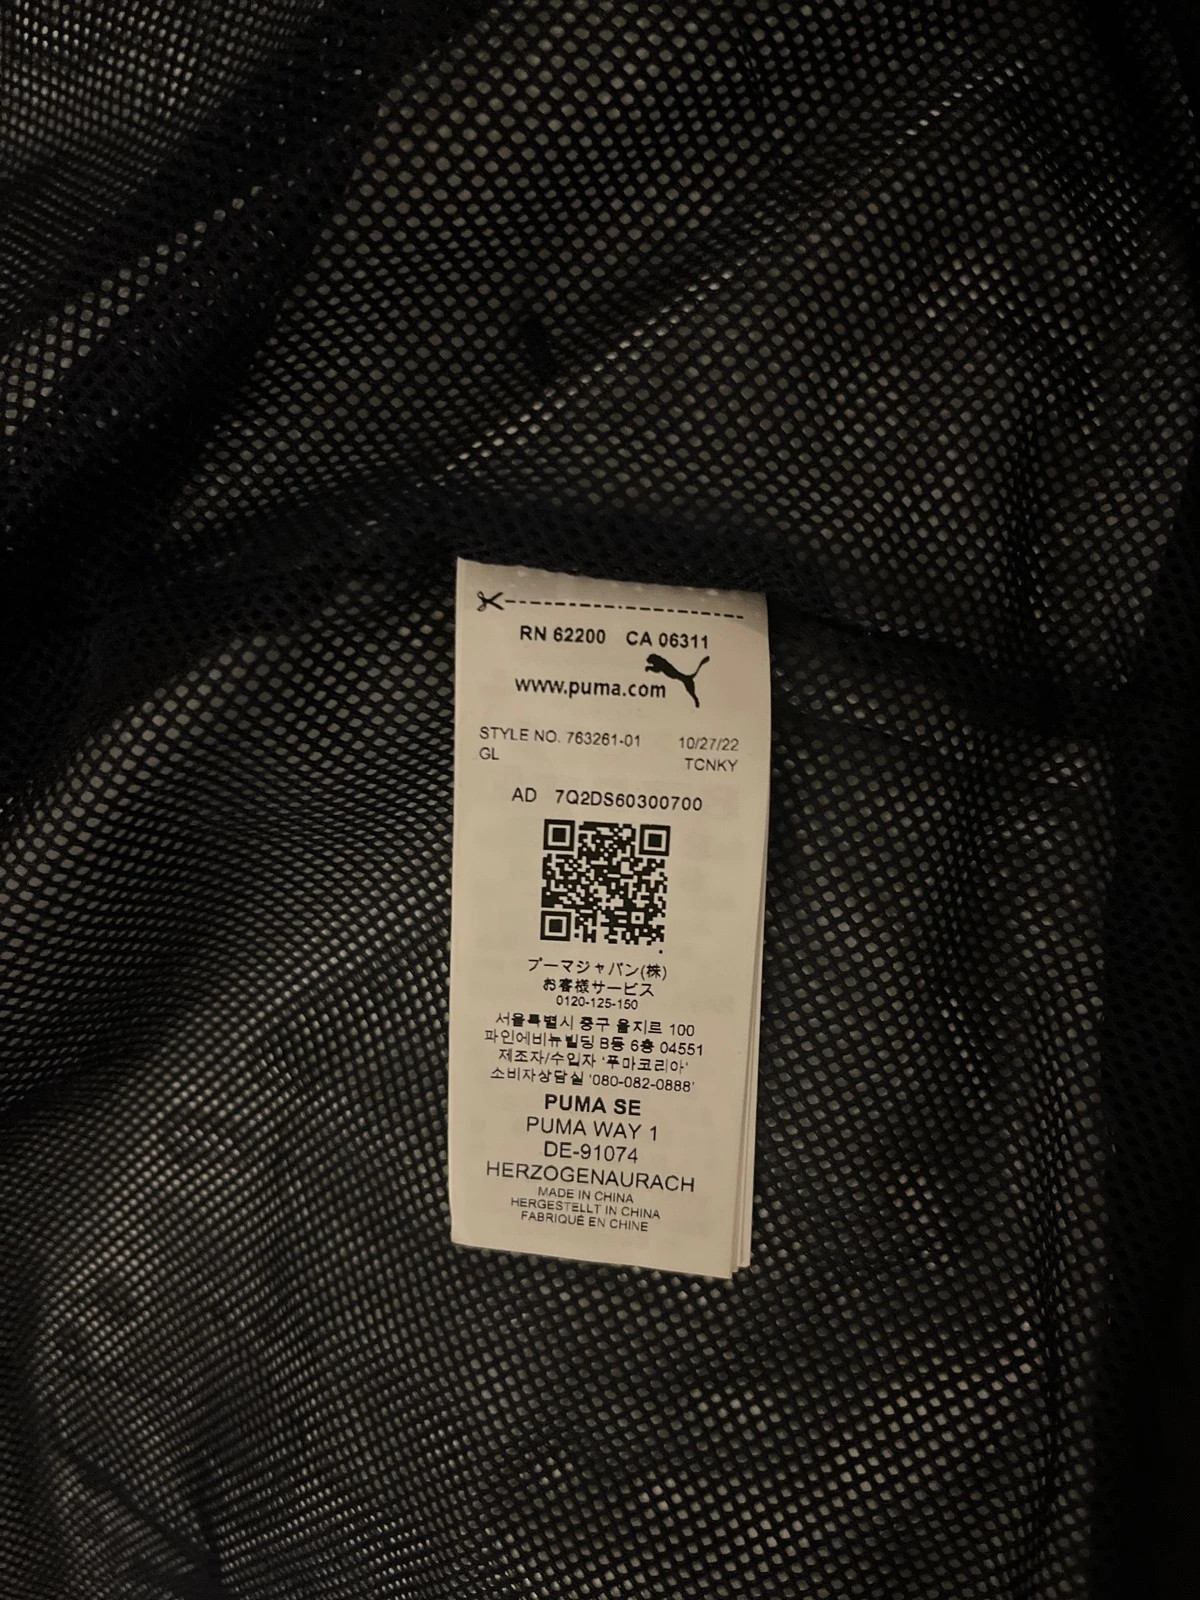 RN 62200 CA 06311
www.puma.com
STYLE NO. 763261-01 10/27/22
GL TCNKY
AD 7Q2DS60300700
プーマジャパン(株)
お客様サービス
0120-125-150
서울특별시 중구 을지로 100
파인에비뉴빌딩 B동 6층 04551
제조자/수입자 '푸마코리아'
소비자상담실 '080-082-0888'
PUMA SE
PUMA WAY 1
DE-91074
HERZOGENAURACH
MADE IN CHINA
HERGESTELLT IN CHINA
FABRIQUÉ EN CHINE